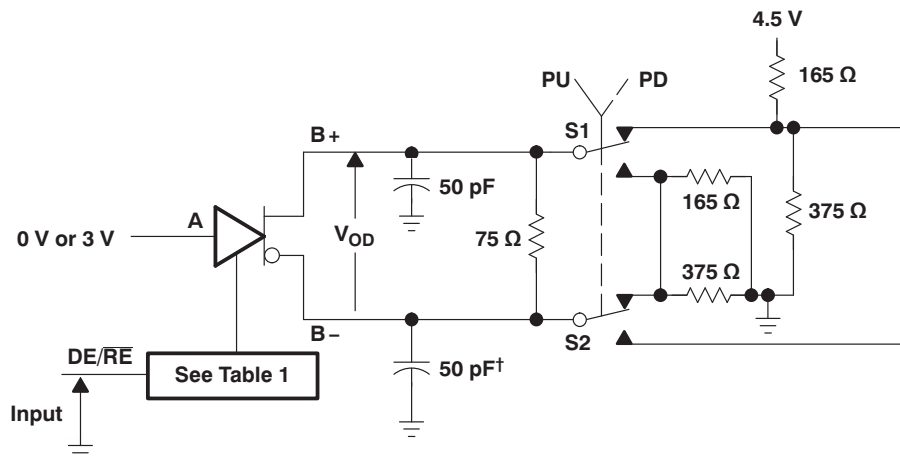 4.5 V
165 Ω
PU
PD
S1
B+
50 pF
165 Ω
375 Ω
A
0 V or 3 V
VOD
75 Ω
375 Ω
B−
S2
DE/RE
See Table 1
50 pF†
Input